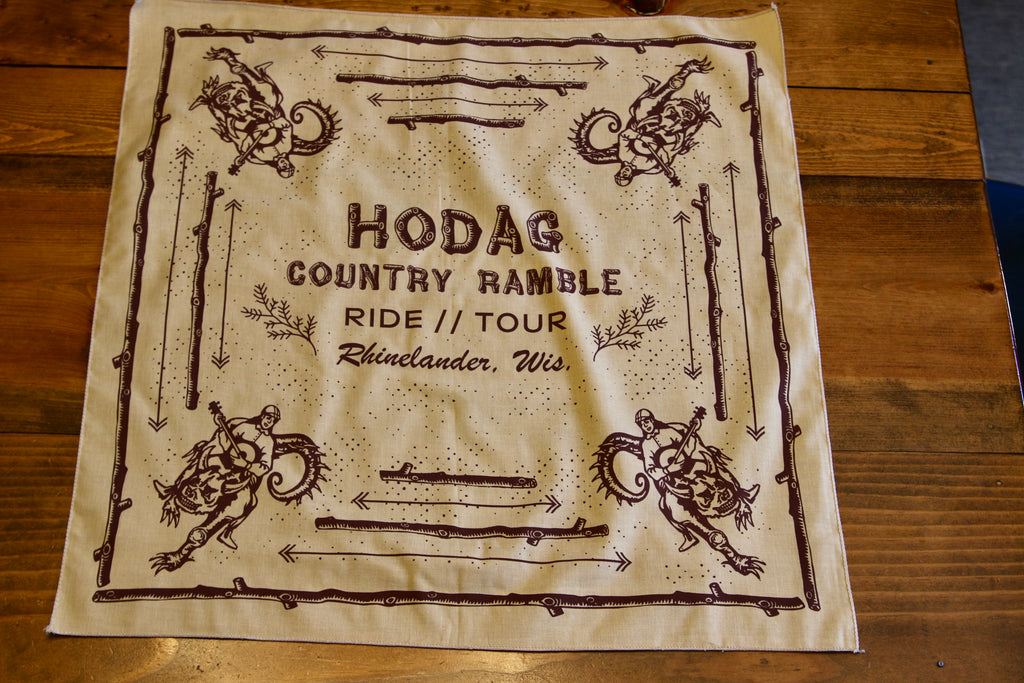 HODAG
COUNTRY RAMBLE
RIDE // TOUR
Rhinelander, Wis.